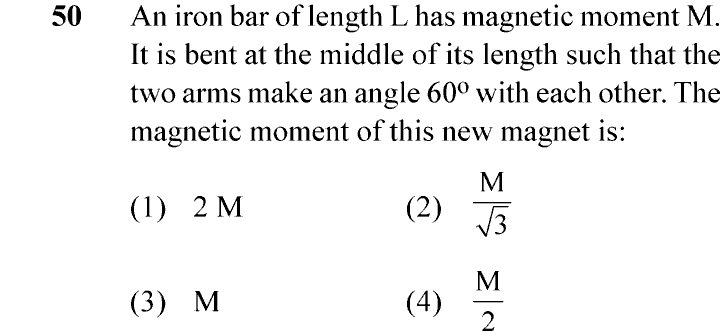 50 An iron bar of length L has magnetic moment M.
It is bent at the middle of its length such that the
two arms make an angle 60º with each other. The
magnetic moment of this new magnet is:
(1) 2 M (2) M/√3
(3) M (4) M/2